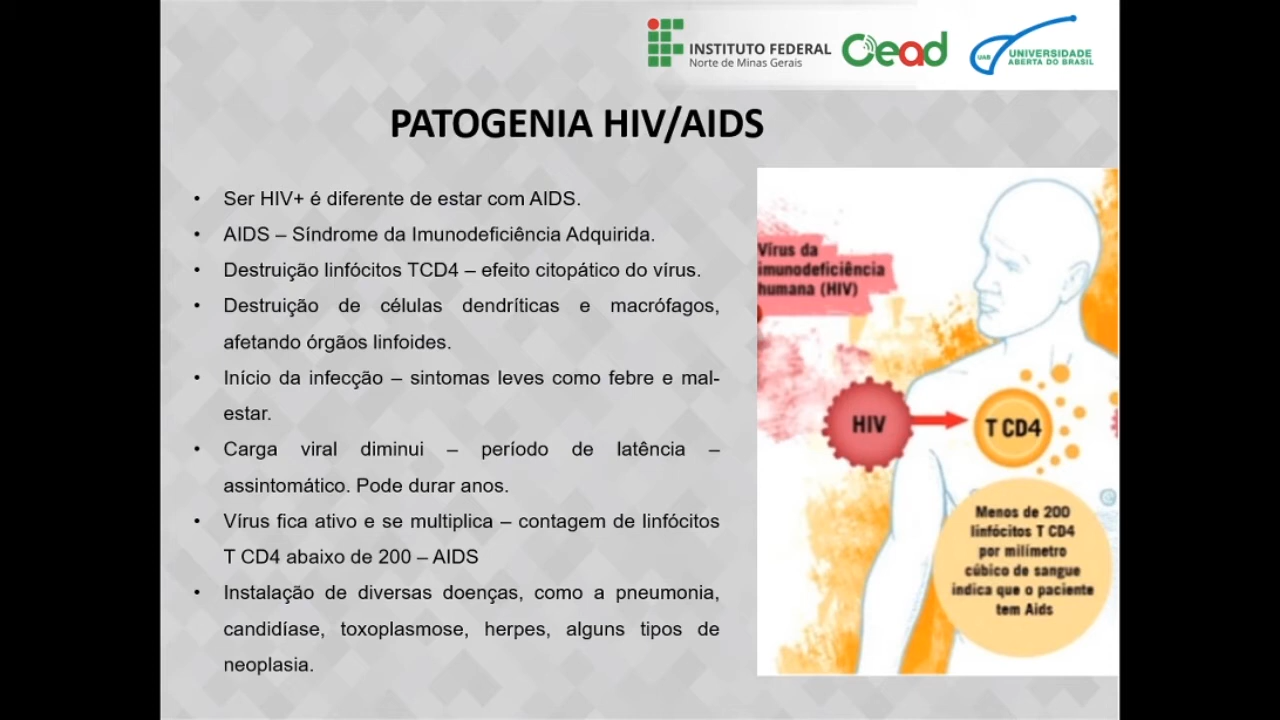 INSTITUTO FEDERAL
Norte de Minas Gerais
Cead
UAB
UNIVERSIDADE
ABERTA DO BRASIL
PATOGENIA HIV/AIDS
• Ser HIV+ é diferente de estar com AIDS.
• AIDS – Síndrome da Imunodeficiência Adquirida.
• Destruição linfócitos TCD4 – efeito citopático do vírus.
• Destruição de células dendríticas e macrófagos,
afetando órgãos linfoides.
• Início da infecção – sintomas leves como febre e mal-
estar.
• Carga viral diminui – período de latência –
assintomático. Pode durar anos.
• Vírus fica ativo e se multiplica – contagem de linfócitos
T CD4 abaixo de 200 – AIDS
• Instalação de diversas doenças, como a pneumonia,
candidíase, toxoplasmose, herpes, alguns tipos de
neoplasia.
Vírus da
imunodeficiência
humana (HIV)
HIV
T CD4
Menos de 200
linfócitos T CD4
por milímetro
cúbico de sangue
indica que o paciente
tem Aids